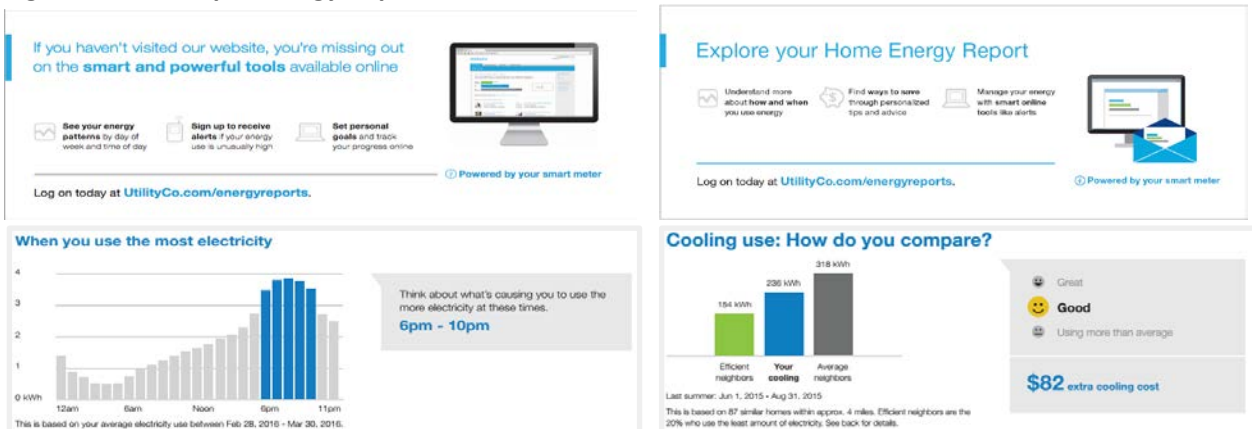 If you haven't visited our website, you're missing out
on the smart and powerful tools available online
See your energy
patterns by day of
week and time of day
Sign up to receive
alerts if your energy
use is unusually high
Set personal
goals and track
your progress online
Powered by your smart meter
Log on today at UtilityCo.com/energyreports.
Explore your Home Energy Report
Understand more
about how and when
you use energy
Find ways to save
through personalized
tips and advice
Manage your energy
with smart online
tools like alerts
Log on today at UtilityCo.com/energyreports.
Powered by your smart meter
When you use the most electricity
4
3
2
1
0 kWh
12am 6am Noon 6pm 11pm
Think about what's causing you to use the
more electricity at these times.
6pm - 10pm
This is based on your average electricity use between Feb 28, 2016 - Mar 30, 2016.
Cooling use: How do you compare?
184 kWh
236 kWh
318 kWh
Efficient
neighbors
Your
cooling
Average
neighbors
Great
Good
Using more than average
$82 extra cooling cost
Last summer: Jun 1, 2015 - Aug 31, 2015
This is based on 87 similar homes within approx. 4 miles. Efficient neighbors are the
20% who use the least amount of electricity. See back for details.